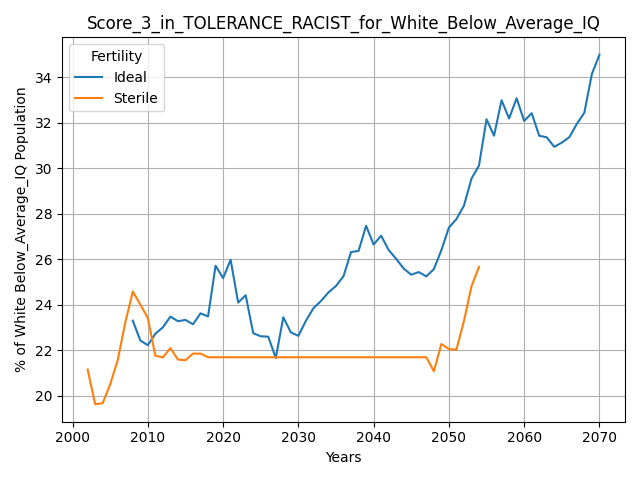 Score_3_in_TOLERANCE_RACIST_for_White_Below_Average_IQ
Fertility
Ideal
Sterile
% of White Below_Average_IQ Population
34
32
30
28
26
24
22
20
2000
2010
2020
2030
2040
2050
2060
2070
Years